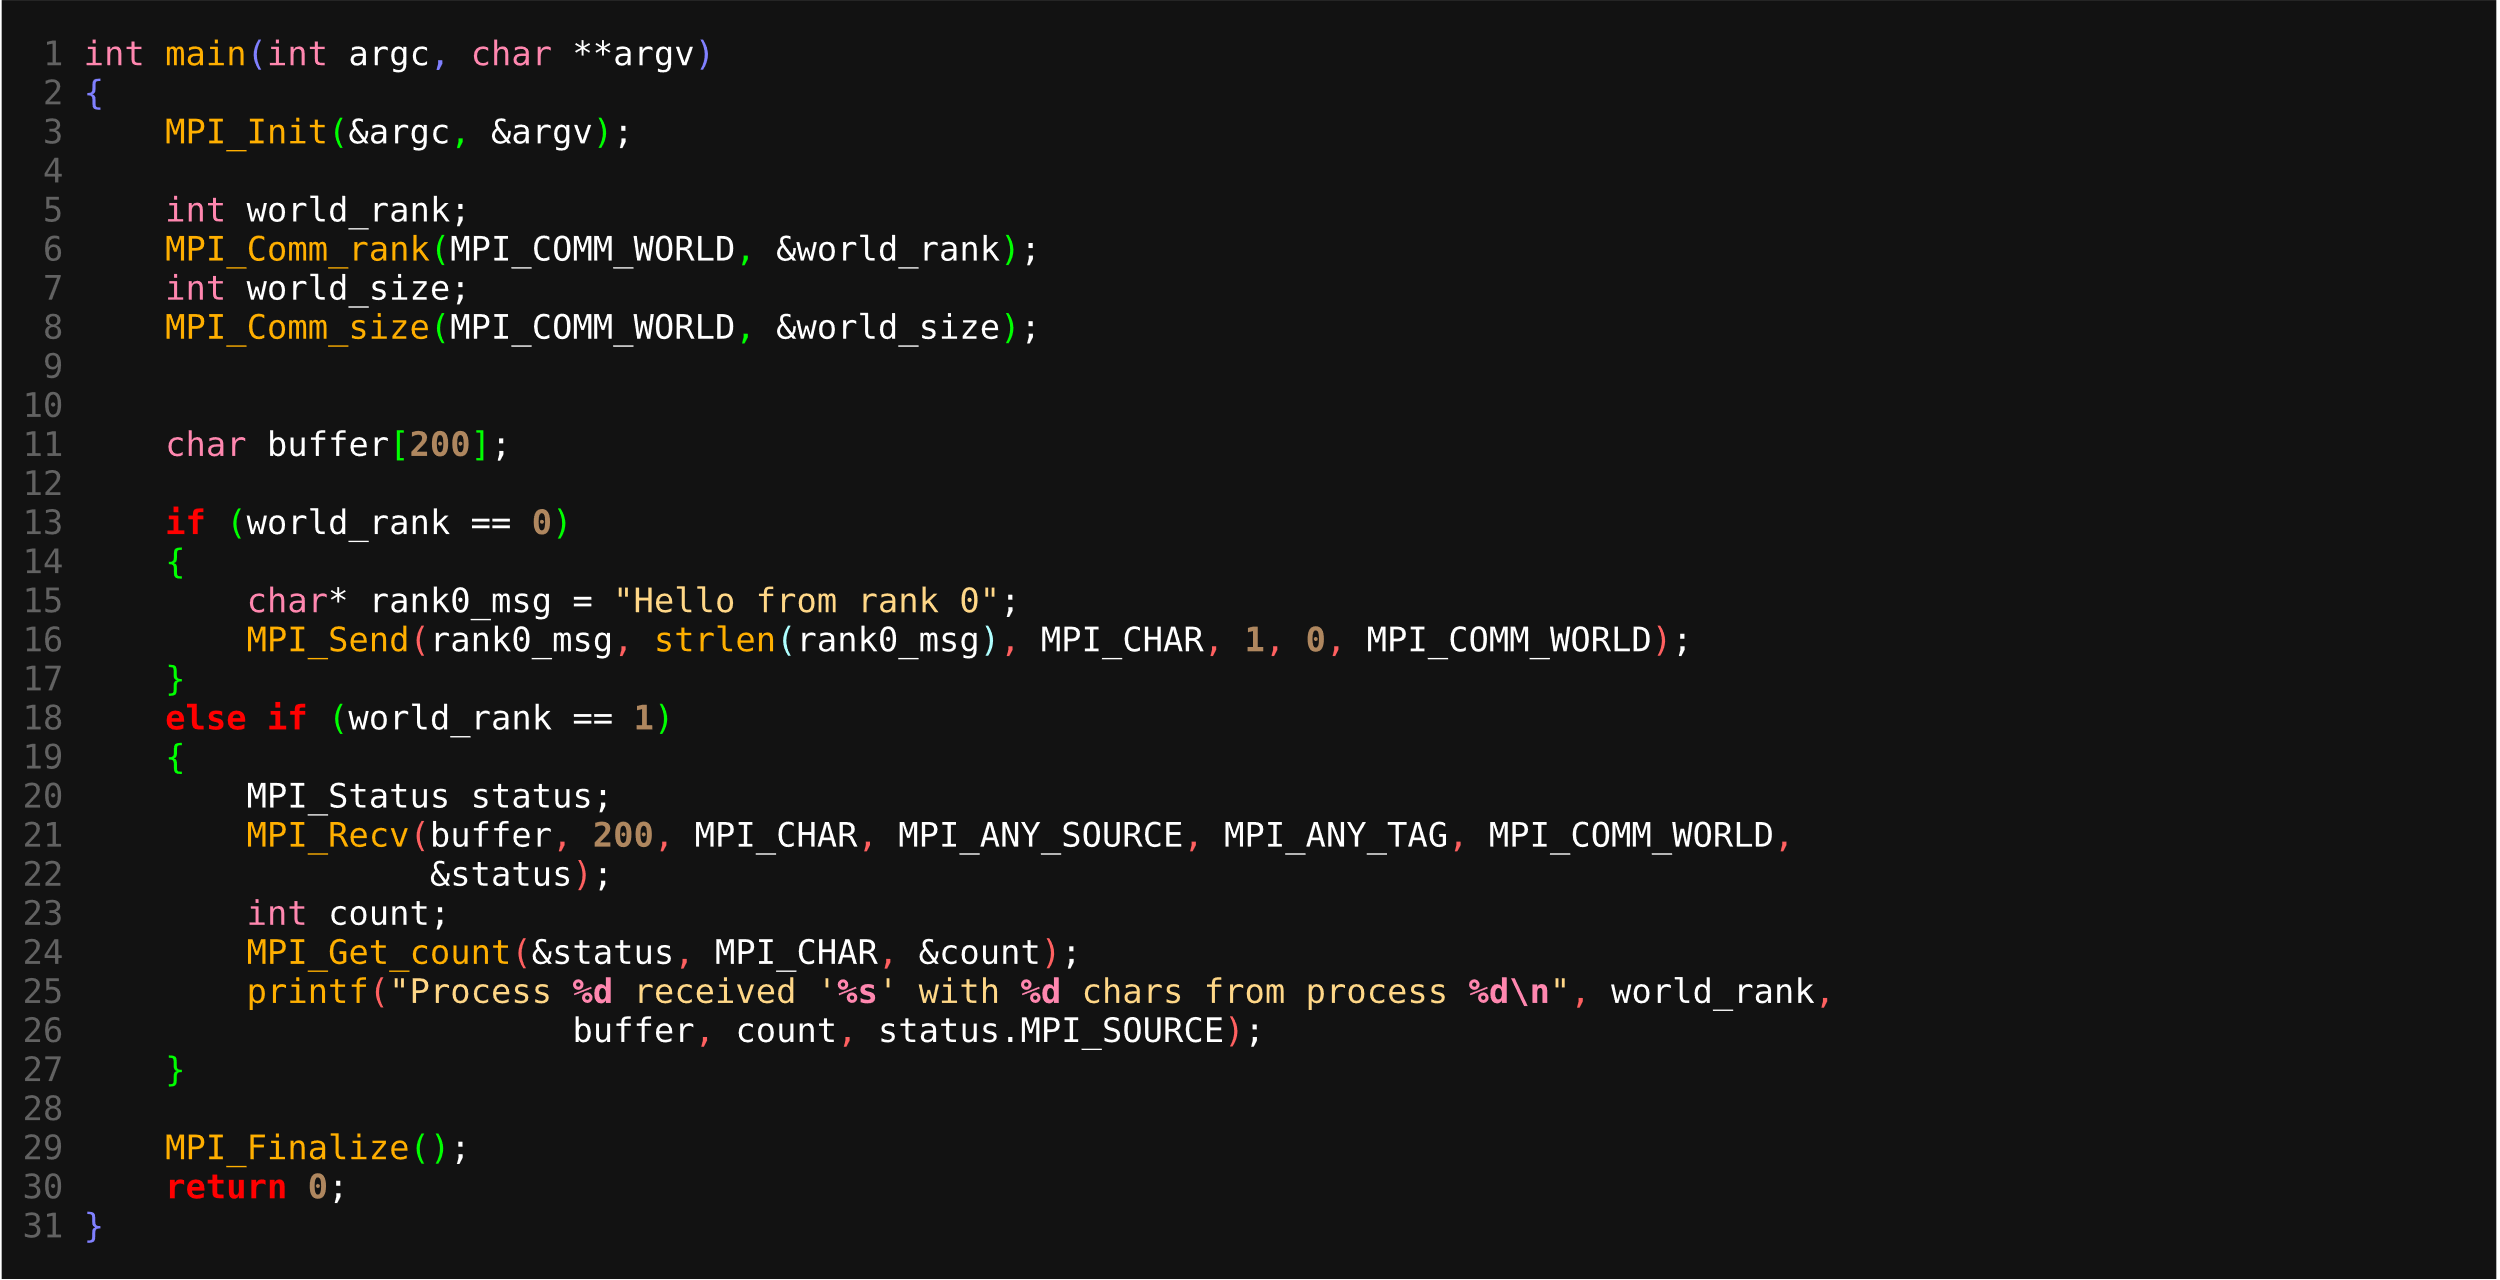 1 int main(int argc, char **argv)
2 {
3     MPI_Init(&argc, &argv);
4
5     int world_rank;
6     MPI_Comm_rank(MPI_COMM_WORLD, &world_rank);
7     int world_size;
8     MPI_Comm_size(MPI_COMM_WORLD, &world_size);
9
10
11     char buffer[200];
12
13     if (world_rank == 0)
14     {
15         char* rank0_msg = "Hello from rank 0";
16         MPI_Send(rank0_msg, strlen(rank0_msg), MPI_CHAR, 1, 0, MPI_COMM_WORLD);
17     }
18     else if (world_rank == 1)
19     {
20         MPI_Status status;
21         MPI_Recv(buffer, 200, MPI_CHAR, MPI_ANY_SOURCE, MPI_ANY_TAG, MPI_COMM_WORLD,
22                  &status);
23         int count;
24         MPI_Get_count(&status, MPI_CHAR, &count);
25         printf("Process %d received '%s' with %d chars from process %d\n", world_rank,
26                         buffer, count, status.MPI_SOURCE);
27     }
28
29     MPI_Finalize();
30     return 0;
31 }